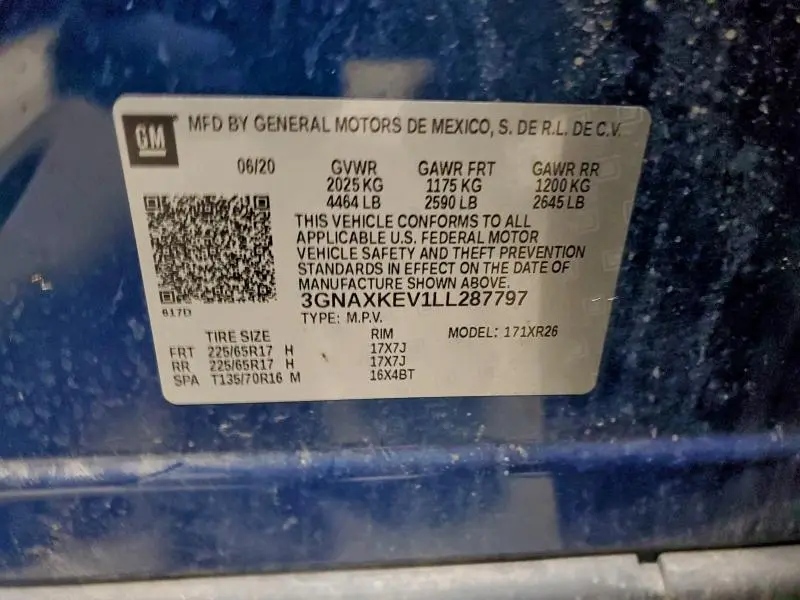 GM MFD BY GENERAL MOTORS DE MEXICO, S. DE R.L. DE C.V.
06/20 GVWR GAWR FRT GAWR RR
2025 KG 1175 KG 1200 KG
4464 LB 2590 LB 2645 LB
THIS VEHICLE CONFORMS TO ALL
APPLICABLE U.S. FEDERAL MOTOR
VEHICLE SAFETY AND THEFT PREVENTION
STANDARDS IN EFFECT ON THE DATE OF
MANUFACTURE SHOWN ABOVE.
3GNAXKEV1LL287797
617D
TYPE: M.P.V.
TIRE SIZE RIM MODEL: 171XR26
FRT 225/65R17 H 17X7J
RR 225/65R17 H 17X7J
SPA T135/70R16 M 16X4BT